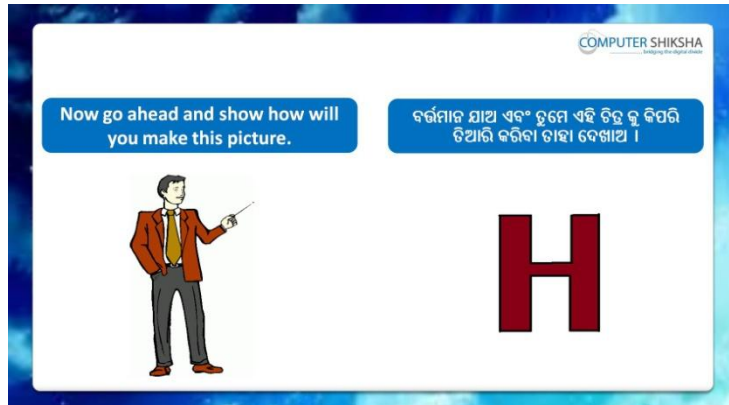 COMPUTER SHIKSHA
bridging the digital divide
Now go ahead and show how will
you make this picture.
ବର୍ତ୍ତମାନ ଯାଅ ଏବଂ ତୁମେ ଏହି ଚିତ୍ର କୁ କିପରି
ତିଆରି କରିବା ତାହା ଦେଖାଅ ।
H